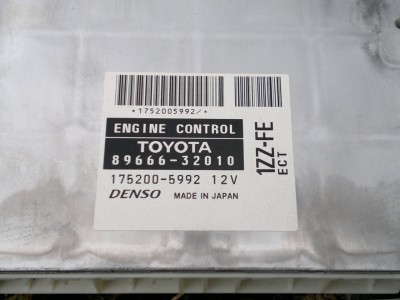 *1752005992/*
ENGINE CONTROL
TOYOTA
89666-32010
175200-5992 12V
DENSO MADE IN JAPAN
1ZZ-FE
ECT